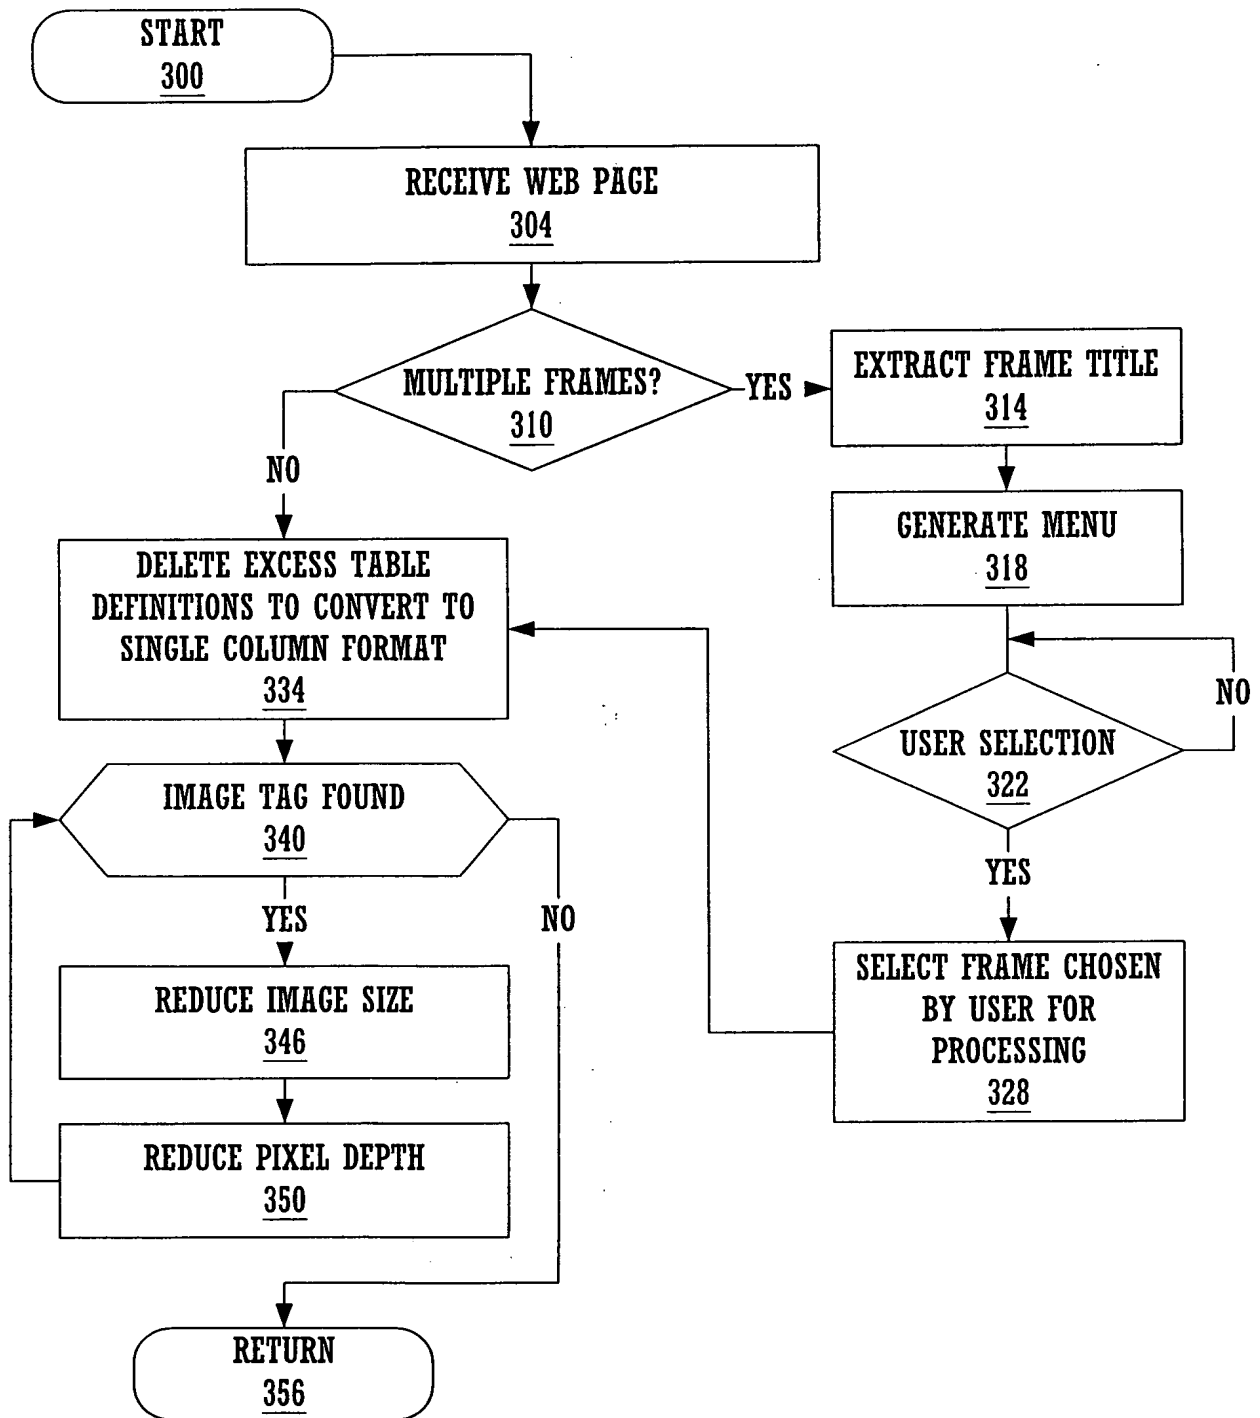 START
300
RECEIVE WEB PAGE
304
MULTIPLE FRAMES?
310
YES
NO
EXTRACT FRAME TITLE
314
GENERATE MENU
318
USER SELECTION
322
NO
YES
SELECT FRAME CHOSEN
BY USER FOR
PROCESSING
328
DELETE EXCESS TABLE
DEFINITIONS TO CONVERT TO
SINGLE COLUMN FORMAT
334
IMAGE TAG FOUND
340
YES
NO
REDUCE IMAGE SIZE
346
REDUCE PIXEL DEPTH
350
RETURN
356